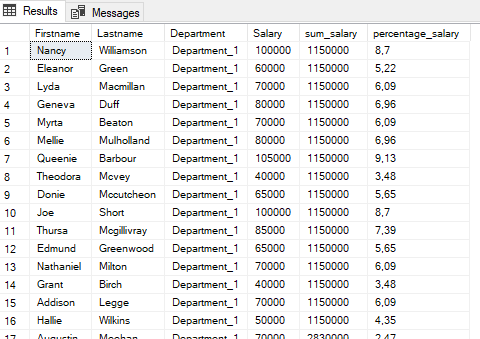 Results Messages
Firstname Lastname Department Salary sum_salary percentage_salary
1 Nancy Williamson Department_1 100000 1150000 8,7
2 Eleanor Green Department_1 60000 1150000 5,22
3 Lyda Macmillan Department_1 70000 1150000 6,09
4 Geneva Duff Department_1 80000 1150000 6,96
5 Myrta Beaton Department_1 70000 1150000 6,09
6 Mellie Mulholland Department_1 80000 1150000 6,96
7 Queenie Barbour Department_1 105000 1150000 9,13
8 Theodora Mcvey Department_1 40000 1150000 3,48
9 Donie Mccutcheon Department_1 65000 1150000 5,65
10 Joe Short Department_1 100000 1150000 8,7
11 Thursa Mcgillivray Department_1 85000 1150000 7,39
12 Edmund Greenwood Department_1 65000 1150000 5,65
13 Nathaniel Milton Department_1 70000 1150000 6,09
14 Grant Birch Department_1 40000 1150000 3,48
15 Addison Legge Department_1 70000 1150000 6,09
16 Hallie Wilkins Department_1 50000 1150000 4,35
17 Augustin Meehan Department_1 70000 2830000 2,47